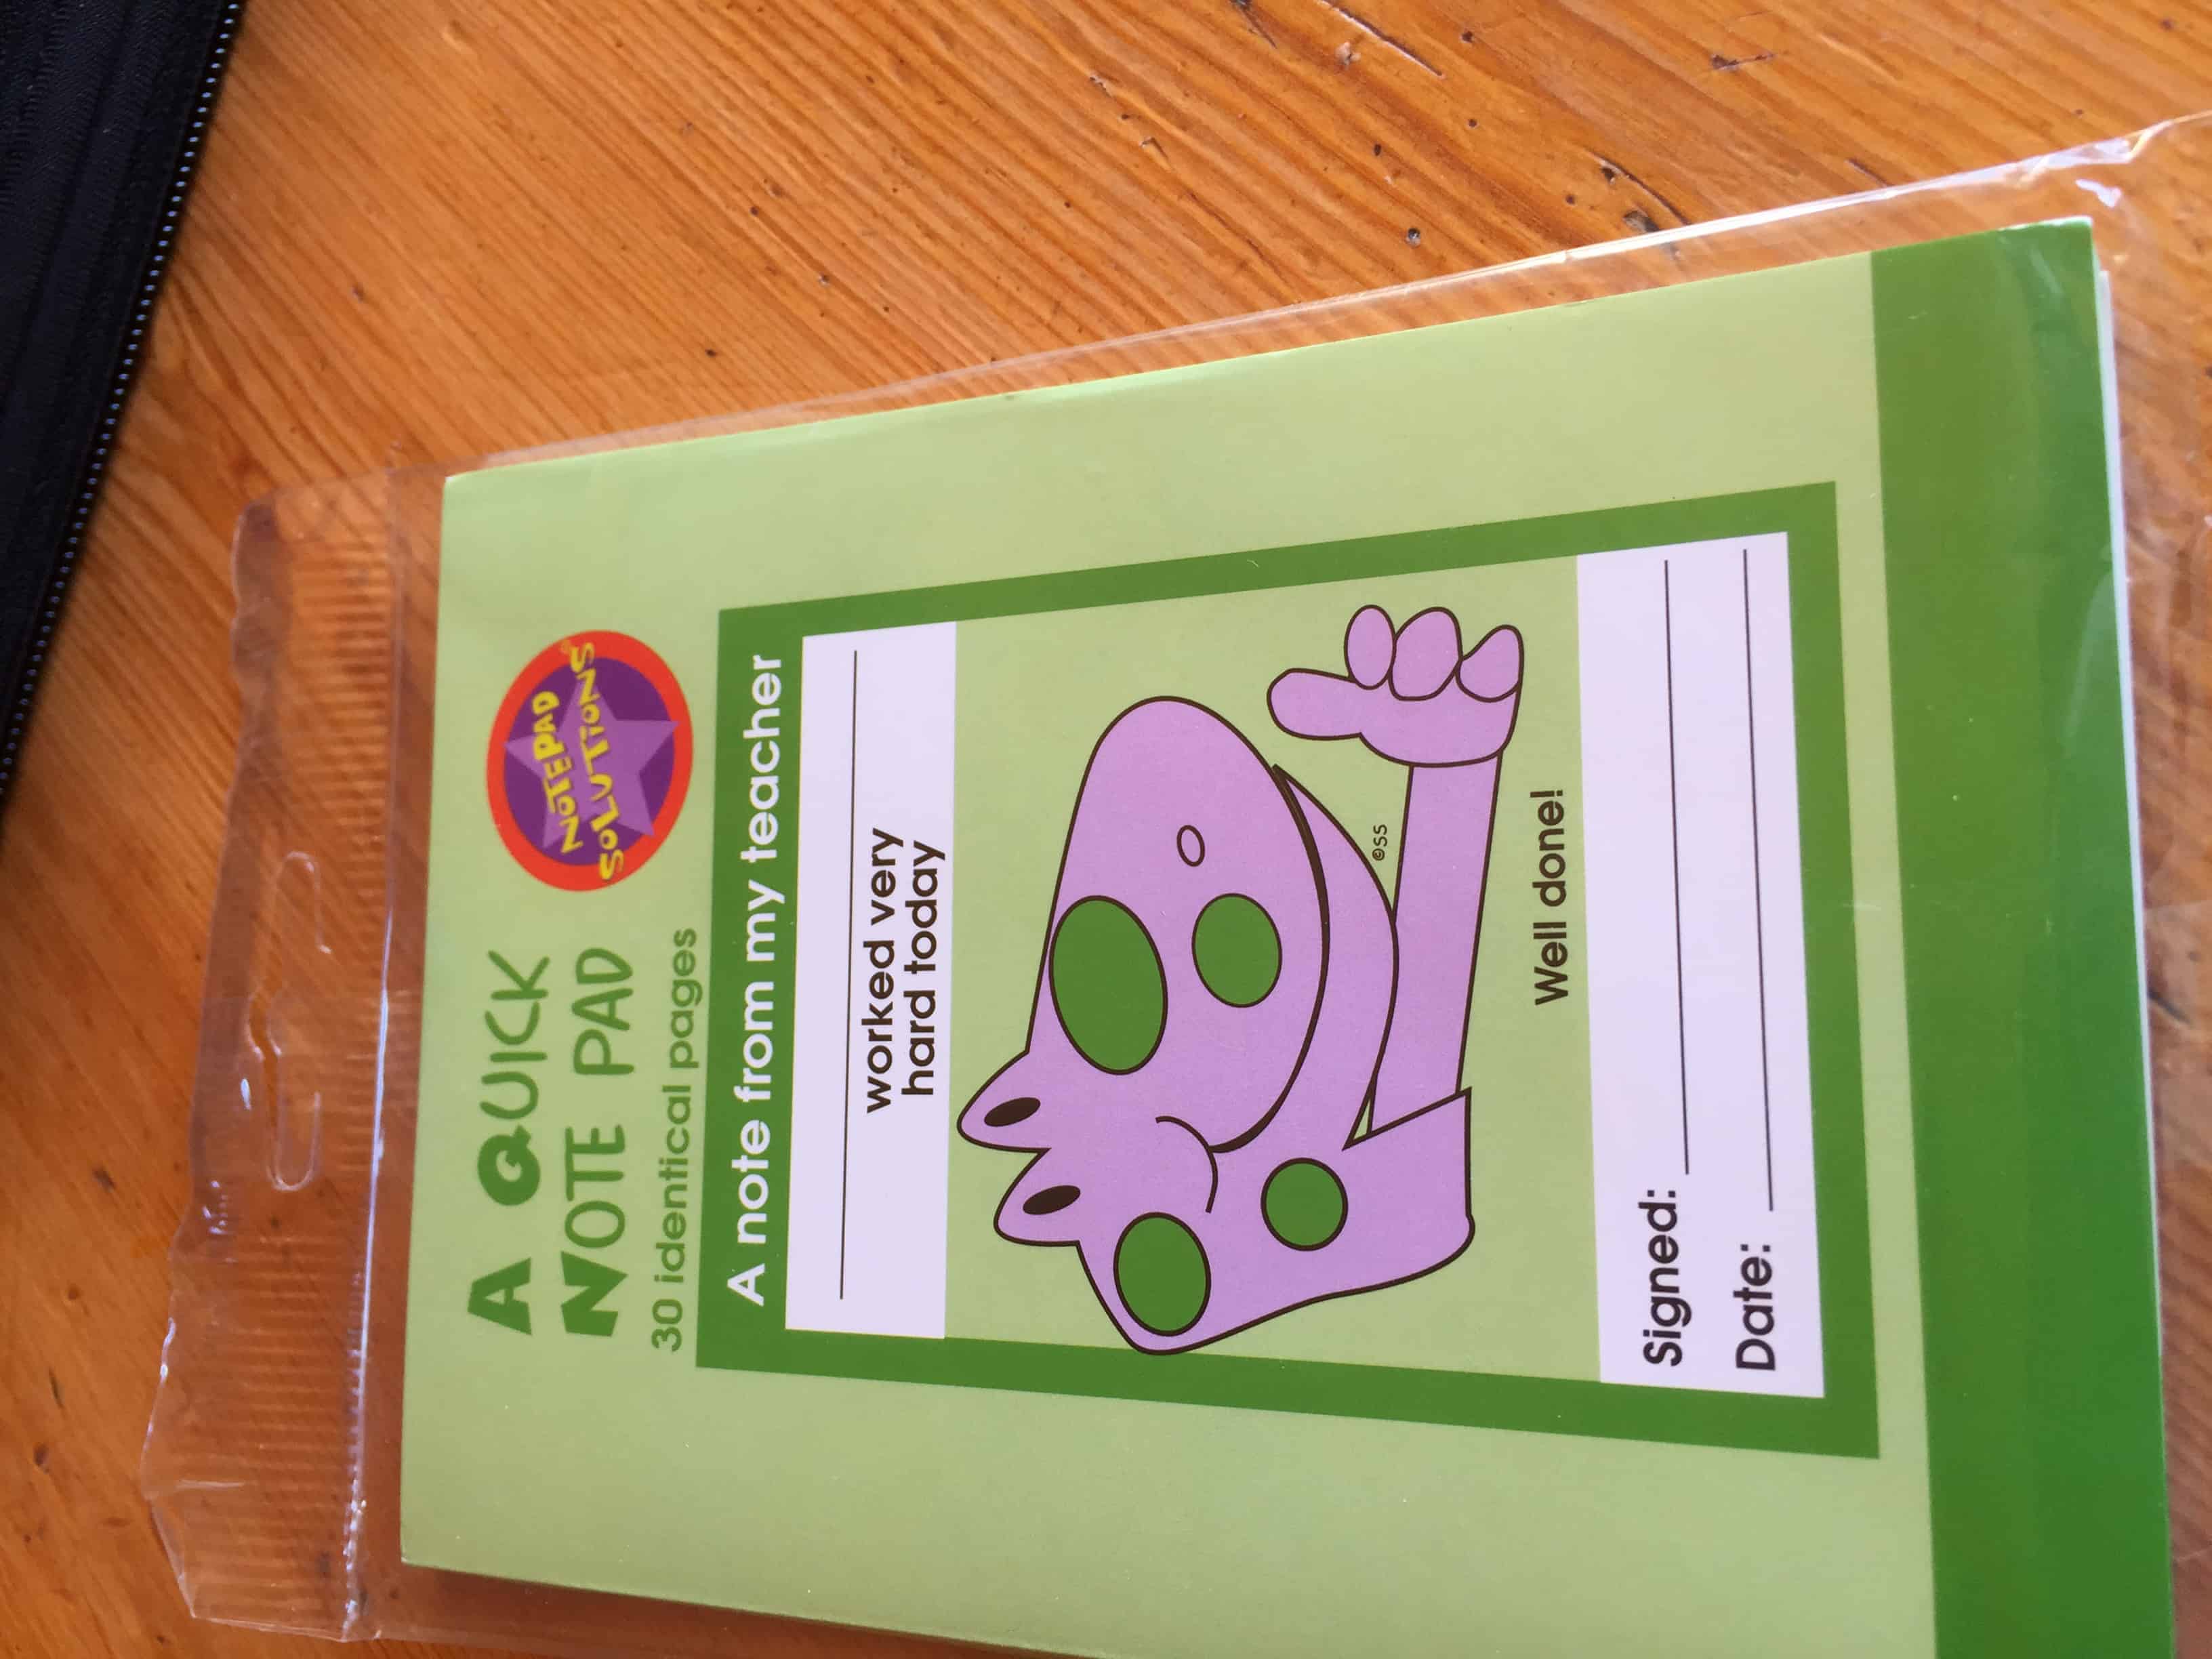 A QUICK
NOTE PAD
30 identical pages
NOTEPAD
SOLUTIONS®
A note from my teacher
worked very
hard today
©SS
Well done!
Signed:
Date: